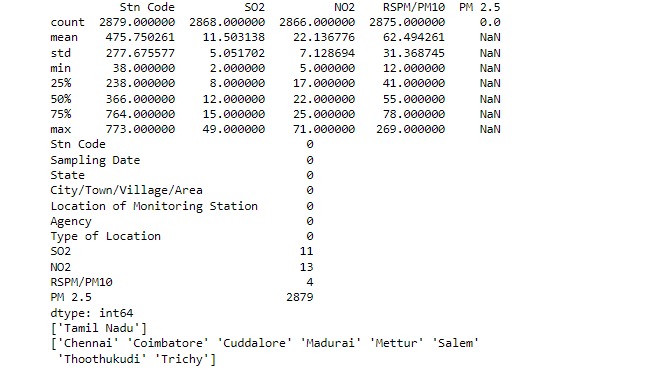 Stn Code SO2 NO2 RSPM/PM10 PM 2.5
count 2879.000000 2868.000000 2866.000000 2875.000000 0.0
mean 475.750261 11.503138 22.136776 62.494261 NaN
std 277.675577 5.051702 7.128694 31.368745 NaN
min 38.000000 2.000000 5.000000 12.000000 NaN
25% 238.000000 8.000000 17.000000 41.000000 NaN
50% 366.000000 12.000000 22.000000 55.000000 NaN
75% 764.000000 15.000000 25.000000 78.000000 NaN
max 773.000000 49.000000 71.000000 269.000000 NaN
Stn Code 0
Sampling Date 0
State 0
City/Town/Village/Area 0
Location of Monitoring Station 0
Agency 0
Type of Location 0
SO2 11
NO2 13
RSPM/PM10 4
PM 2.5 2879
dtype: int64
['Tamil Nadu']
['Chennai' 'Coimbatore' 'Cuddalore' 'Madurai' 'Mettur' 'Salem'
'Thoothukudi' 'Trichy']